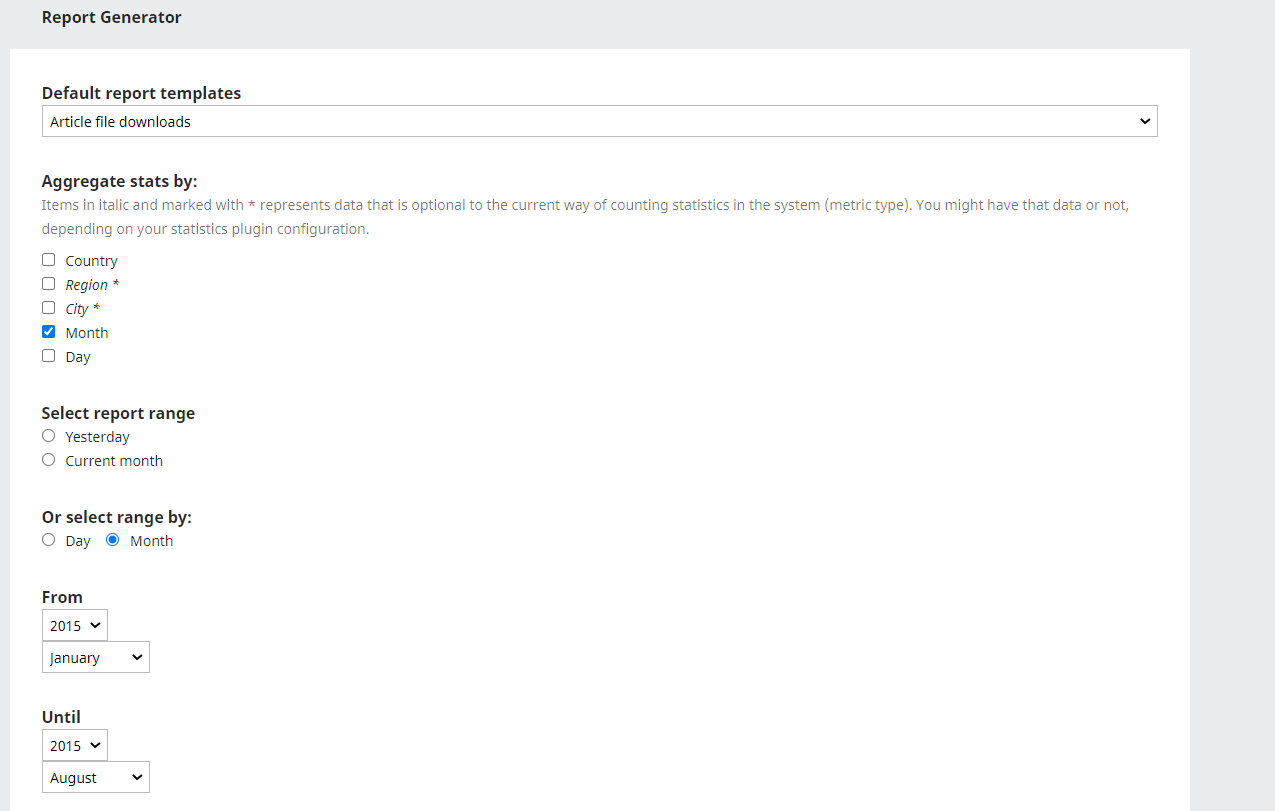 Report Generator
Default report templates
Article file downloads
Aggregate stats by:
Items in italic and marked with * represents data that is optional to the current way of counting statistics in the system (metric type). You might have that data or not,
depending on your statistics plugin configuration.
Country
Region *
City *
Month
Day
Select report range
Yesterday
Current month
Or select range by:
Day Month
From
2015
January
Until
2015
August